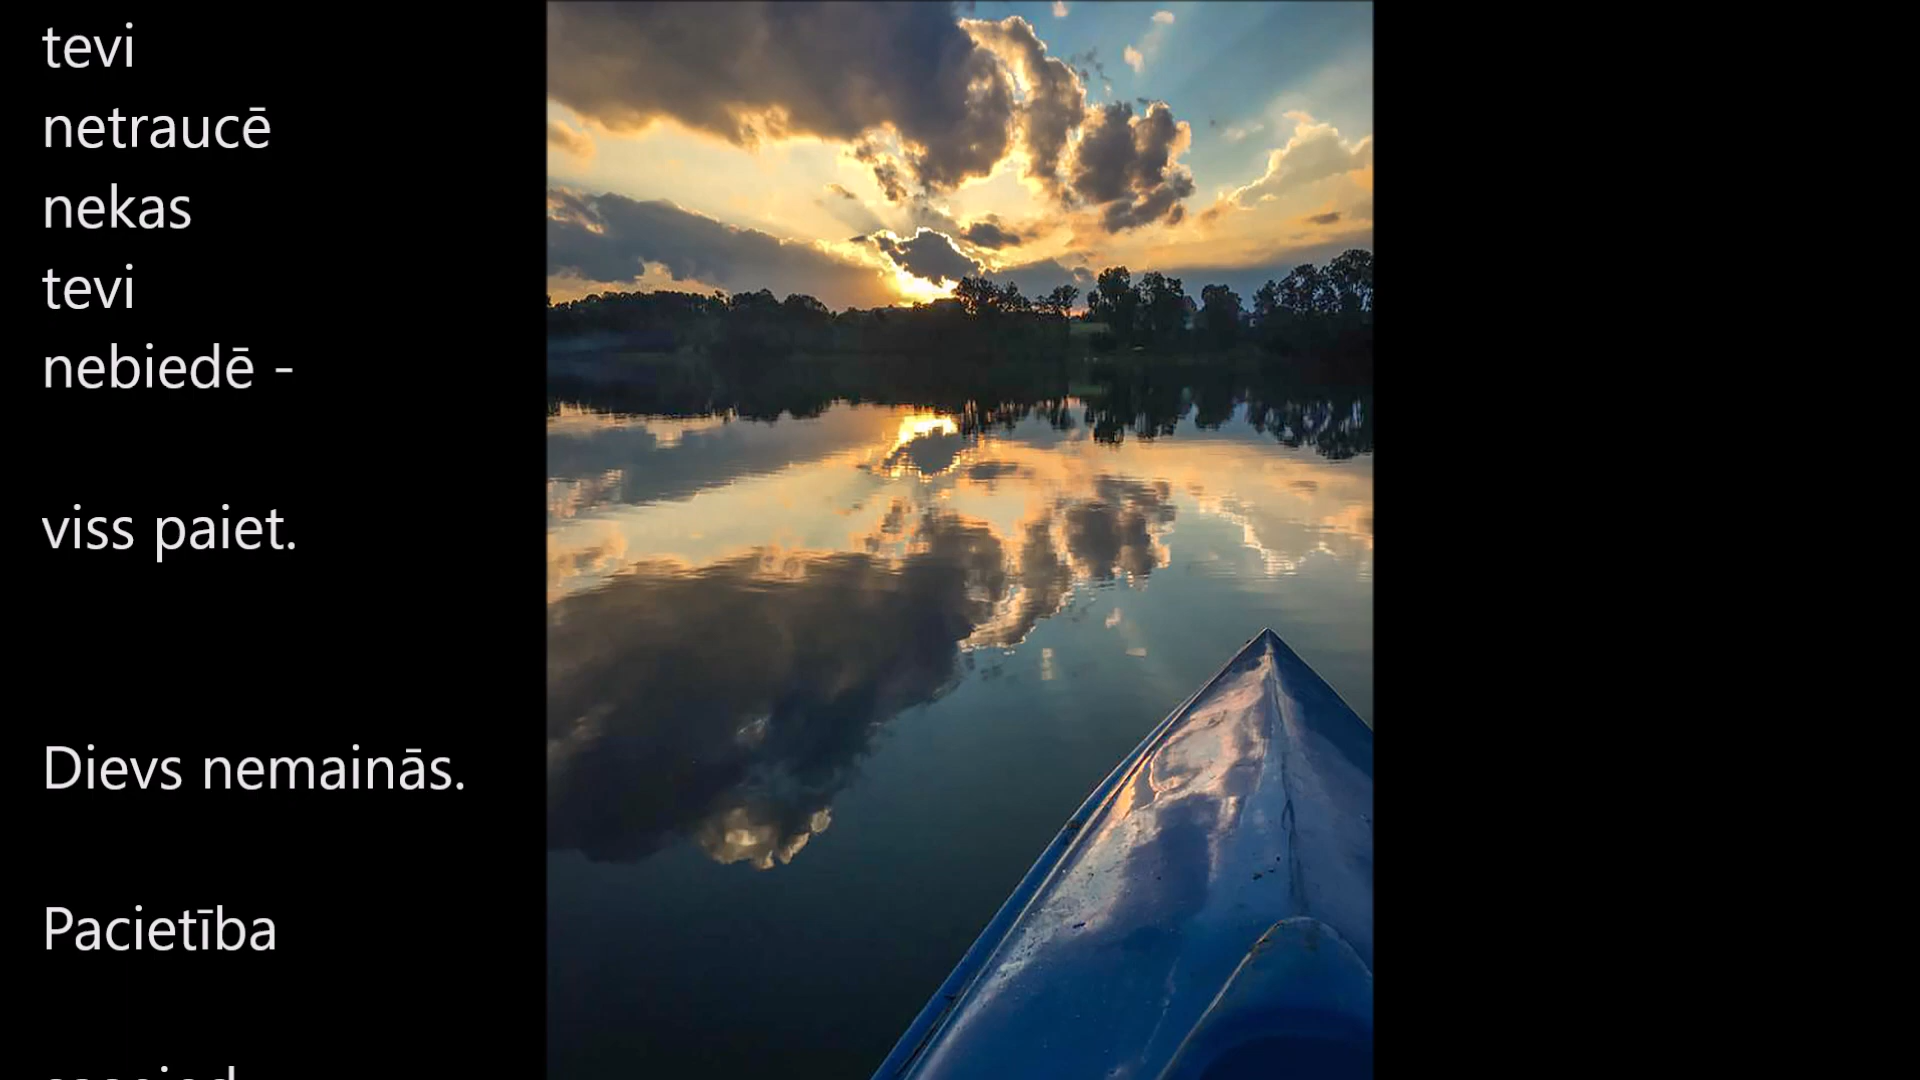 tevi
netraucē
nekas
tevi
nebiedē -
viss paiet.
Dievs nemainās.
Pacietība